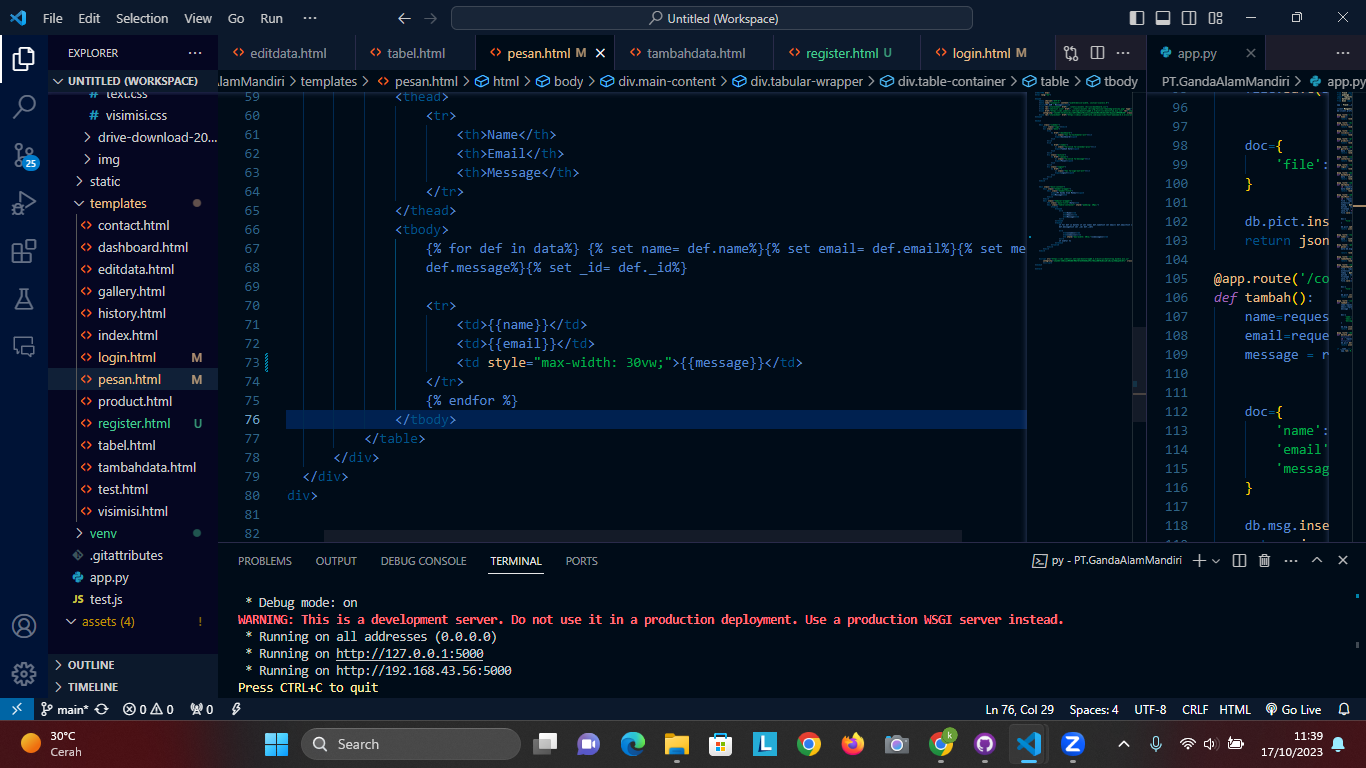 File Edit Selection View Go Run ··· Untitled (Workspace)
EXPLORER ···
UNTITLED (WORKSPACE)
# text.css
# visimisi.css
drive-download-20...
img
static
templates
contact.html
dashboard.html
editdata.html
gallery.html
history.html
index.html
login.html M
pesan.html M
product.html
register.html U
tabel.html
tambahdata.html
test.html
visimisi.html
venv
.gitattributes
app.py
JS test.js
assets (4) !
OUTLINE
TIMELINE
25
editdata.html tabel.html pesan.html M tambahdata.html register.html U login.html M ···
lamMandiri > templates > pesan.html > html > body > div.main-content > div.tabular-wrapper > div.table-container > table > tbody
59 <thead>
60 <tr>
61 <th>Name</th>
62 <th>Email</th>
63 <th>Message</th>
64 </tr>
65 </thead>
66 <tbody>
67 {% for def in data%} {% set name= def.name%}{% set email= def.email%}{% set me
68 def.message%}{% set _id= def._id%}
69
70 <tr>
71 <td>{{name}}</td>
72 <td>{{email}}</td>
73 <td style="max-width: 30vw;">{{message}}</td>
74 </tr>
75 {% endfor %}
76 </tbody>
77 </table>
78 </div>
79 </div>
80 div>
81
82
app.py ···
PT.GandaAlamMandiri > app.py
96
97
98 doc={
99 'file':
100 }
101
102 db.pict.ins
103 return json
104
105 @app.route('/co
106 def tambah():
107 name=reques
108 email=reque
109 message = r
110
111
112 doc={
113 'name':
114 'email'
115 'messag
116 }
117
118 db.msg.inse
PROBLEMS OUTPUT DEBUG CONSOLE TERMINAL PORTS py - PT.GandaAlamMandiri ···
* Debug mode: on
WARNING: This is a development server. Do not use it in a production deployment. Use a production WSGI server instead.
* Running on all addresses (0.0.0.0)
* Running on http://127.0.0.1:5000
* Running on http://192.168.43.56:5000
Press CTRL+C to quit
main* 0 0 0 Ln 76, Col 29 Spaces: 4 UTF-8 CRLF HTML Go Live
30°C
Cerah
Search
L
k
11:39
17/10/2023